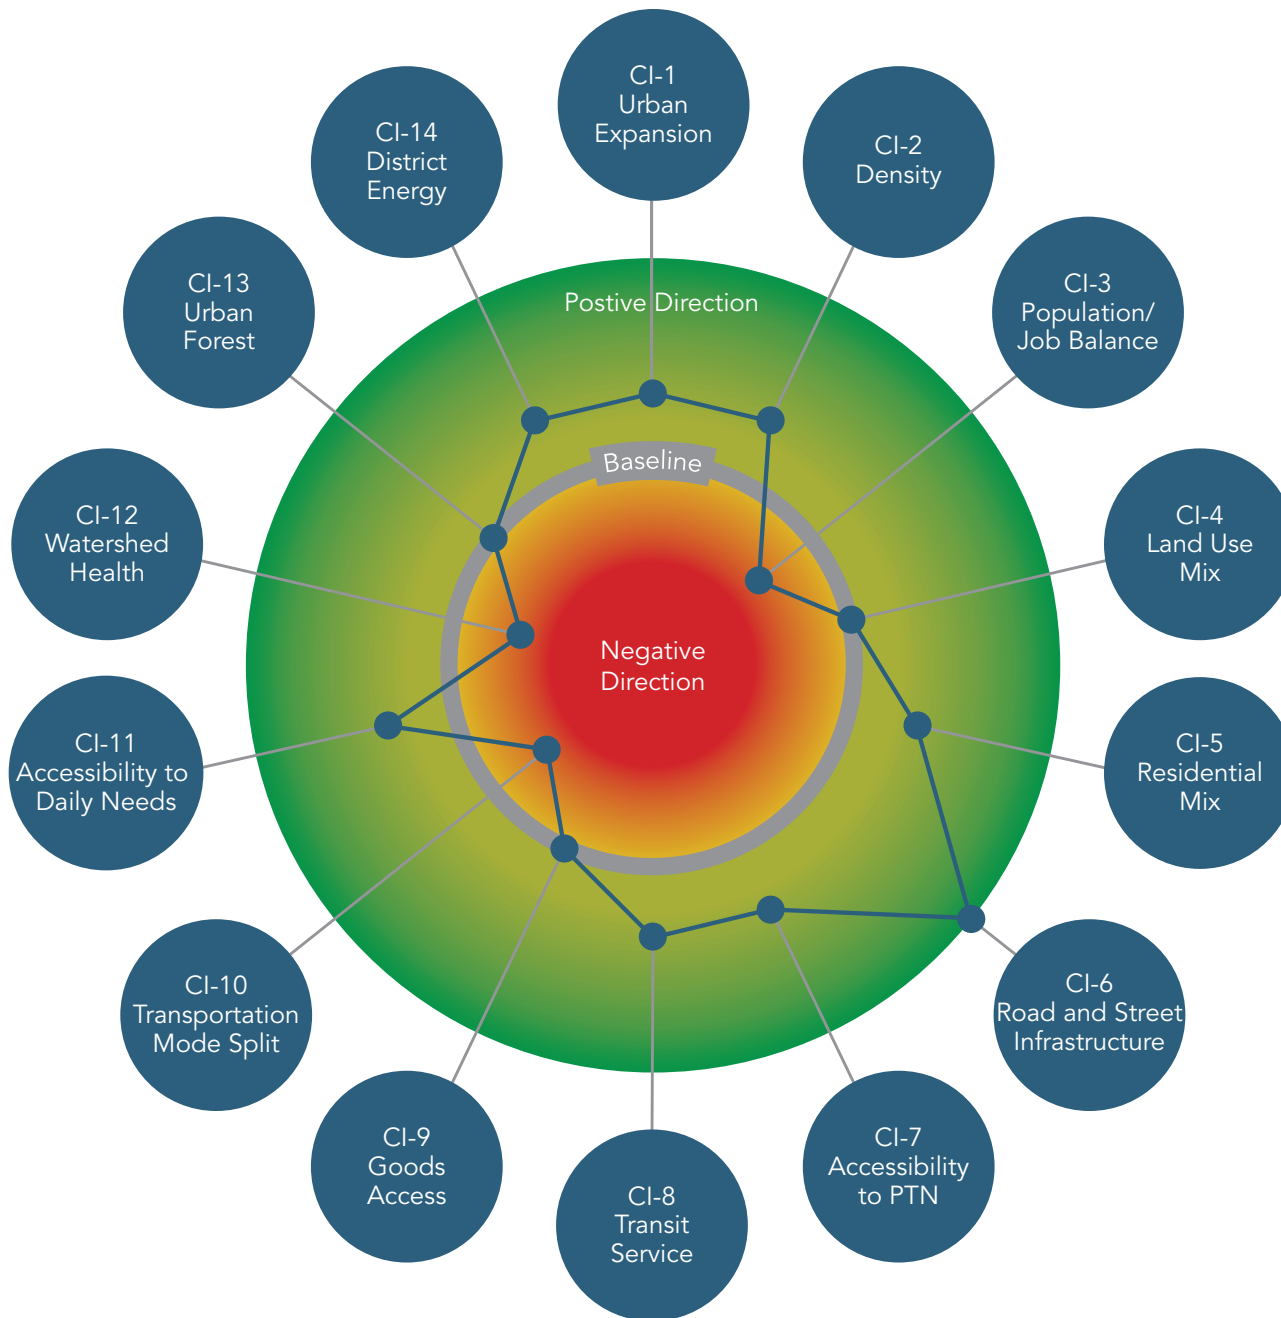 CI-1
Urban
Expansion
CI-2
Density
CI-3
Population/
Job Balance
CI-4
Land Use
Mix
CI-5
Residential
Mix
CI-6
Road and Street
Infrastructure
CI-7
Accessibility
to PTN
CI-8
Transit
Service
CI-9
Goods
Access
CI-10
Transportation
Mode Split
CI-11
Accessibility to
Daily Needs
CI-12
Watershed
Health
CI-13
Urban
Forest
CI-14
District
Energy
Postive Direction
Baseline
Negative
Direction